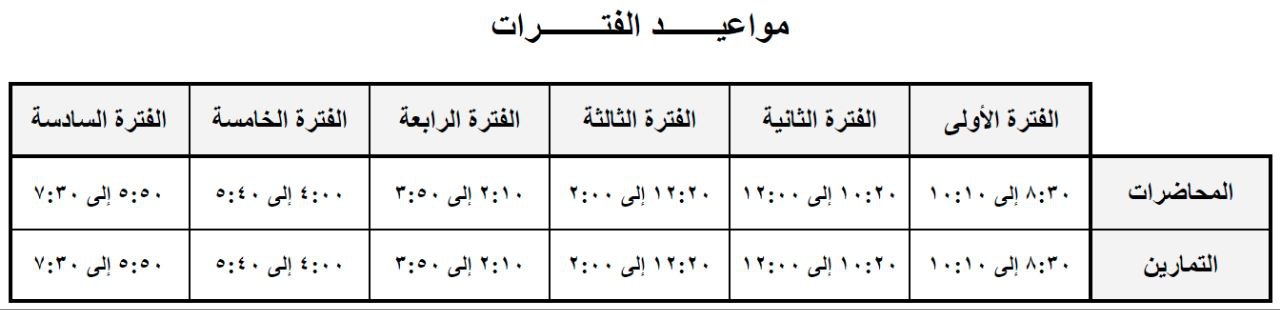 مواعيـــــد الفتـــــــرات
الفترة الأولى الفترة الثانية الفترة الثالثة الفترة الرابعة الفترة الخامسة الفترة السادسة
المحاضرات ٨:٣٠ إلى ١٠:١٠ ١٠:٢٠ إلى ١٢:٠٠ ١٢:٢٠ إلى ٢:٠٠ ٢:١٠ إلى ٣:٥٠ ٤:٠٠ إلى ٥:٤٠ ٥:٥٠ إلى ٧:٣٠
التمارين ٨:٣٠ إلى ١٠:١٠ ١٠:٢٠ إلى ١٢:٠٠ ١٢:٢٠ إلى ٢:٠٠ ٢:١٠ إلى ٣:٥٠ ٤:٠٠ إلى ٥:٤٠ ٥:٥٠ إلى ٧:٣٠